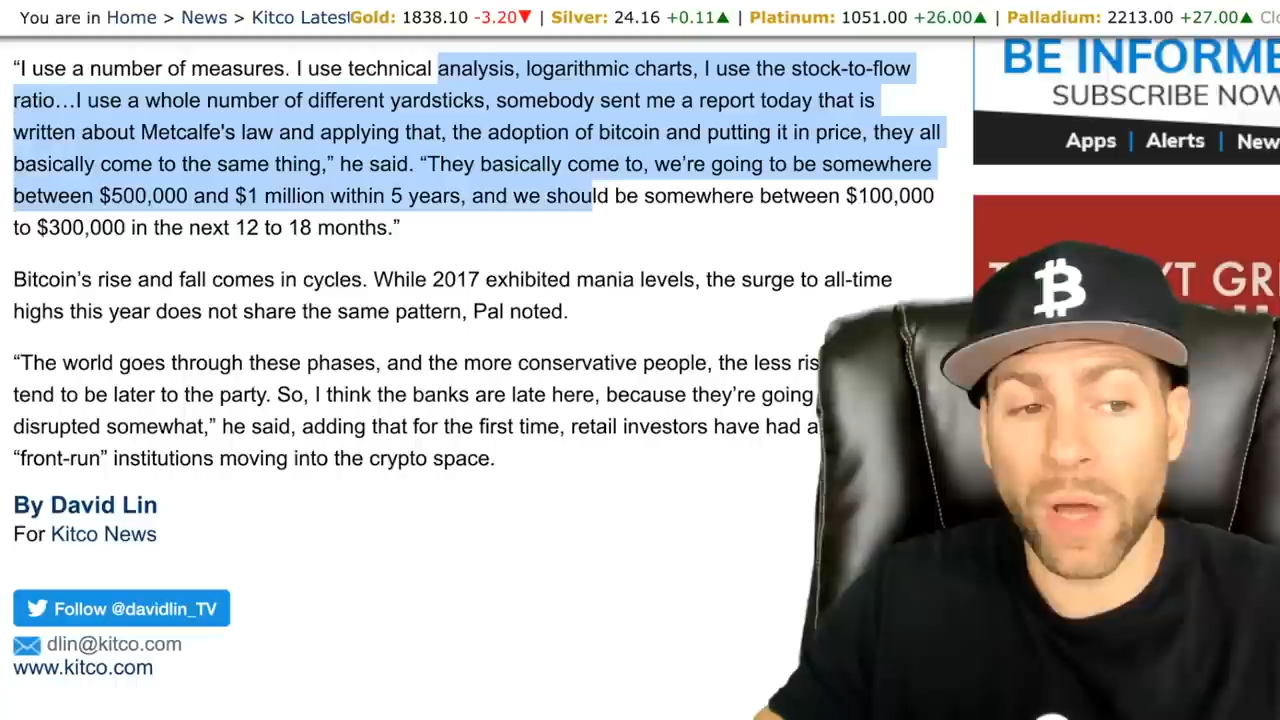 You are in Home > News > Kitco Latest Gold: 1838.10 -3.20▼ | Silver: 24.16 +0.11▲ | Platinum: 1051.00 +26.00▲ | Palladium: 2213.00 +27.00▲
BE INFORME
SUBSCRIBE NOW
Apps | Alerts | New
“I use a number of measures. I use technical analysis, logarithmic charts, I use the stock-to-flow
ratio…I use a whole number of different yardsticks, somebody sent me a report today that is
written about Metcalfe's law and applying that, the adoption of bitcoin and putting it in price, they all
basically come to the same thing,” he said. “They basically come to, we’re going to be somewhere
between $500,000 and $1 million within 5 years, and we should be somewhere between $100,000
to $300,000 in the next 12 to 18 months.”
Bitcoin’s rise and fall comes in cycles. While 2017 exhibited mania levels, the surge to all-time
highs this year does not share the same pattern, Pal noted.
“The world goes through these phases, and the more conservative people, the less ris
tend to be later to the party. So, I think the banks are late here, because they’re going
disrupted somewhat,” he said, adding that for the first time, retail investors have had a
“front-run” institutions moving into the crypto space.
By David Lin
For Kitco News
Follow @davidlin_TV
dlin@kitco.com
www.kitco.com